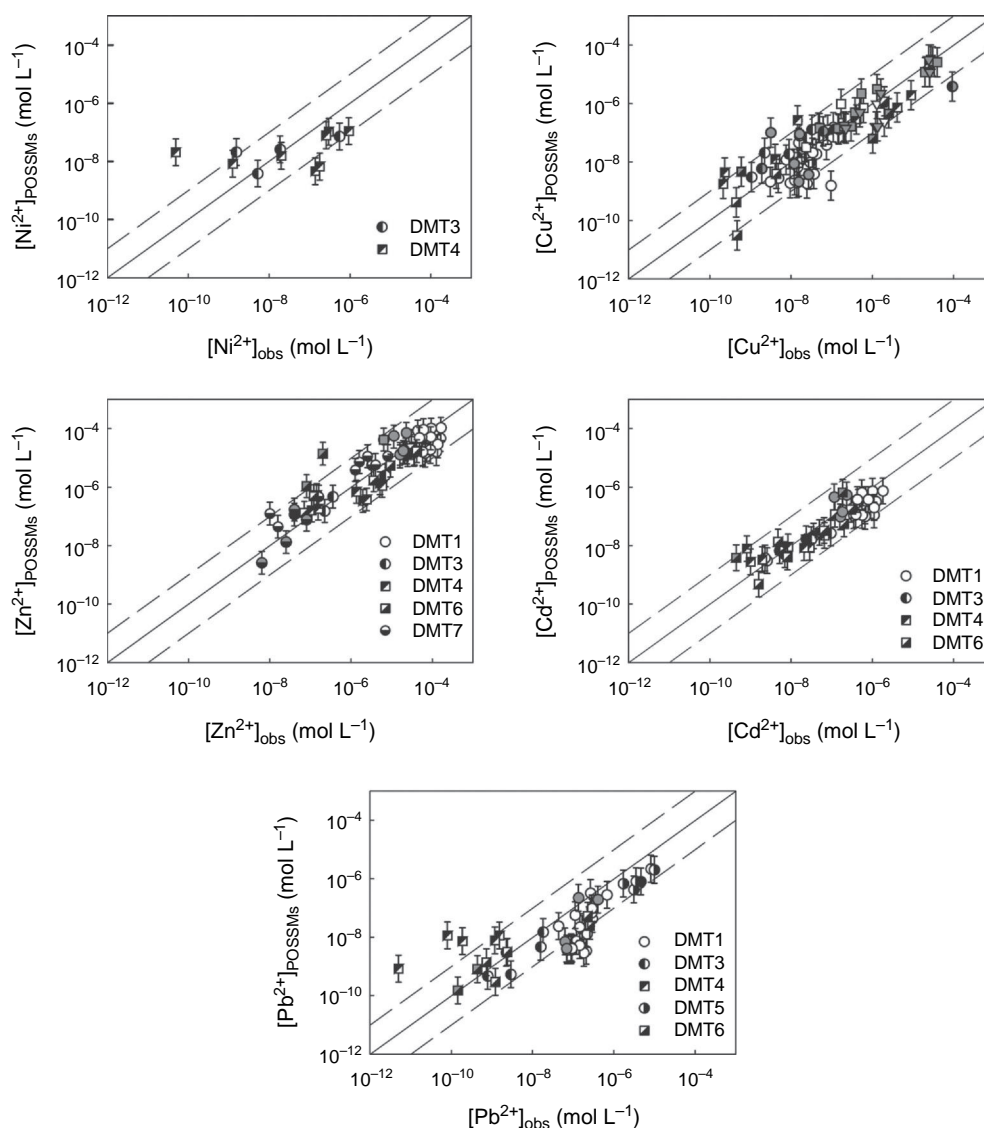 [Ni²⁺]POSSMs (mol L⁻¹)
10⁻⁴
10⁻⁶
10⁻⁸
10⁻¹⁰
10⁻¹²
10⁻¹² 10⁻¹⁰ 10⁻⁸ 10⁻⁶ 10⁻⁴
[Ni²⁺]obs (mol L⁻¹)
DMT3
DMT4
[Cu²⁺]POSSMs (mol L⁻¹)
10⁻⁴
10⁻⁶
10⁻⁸
10⁻¹⁰
10⁻¹²
10⁻¹² 10⁻¹⁰ 10⁻⁸ 10⁻⁶ 10⁻⁴
[Cu²⁺]obs (mol L⁻¹)
[Zn²⁺]POSSMs (mol L⁻¹)
10⁻⁴
10⁻⁶
10⁻⁸
10⁻¹⁰
10⁻¹²
10⁻¹² 10⁻¹⁰ 10⁻⁸ 10⁻⁶ 10⁻⁴
[Zn²⁺]obs (mol L⁻¹)
DMT1
DMT3
DMT4
DMT6
DMT7
[Cd²⁺]POSSMs (mol L⁻¹)
10⁻⁴
10⁻⁶
10⁻⁸
10⁻¹⁰
10⁻¹²
10⁻¹² 10⁻¹⁰ 10⁻⁸ 10⁻⁶ 10⁻⁴
[Cd²⁺]obs (mol L⁻¹)
DMT1
DMT3
DMT4
DMT6
[Pb²⁺]POSSMs (mol L⁻¹)
10⁻⁴
10⁻⁶
10⁻⁸
10⁻¹⁰
10⁻¹²
10⁻¹² 10⁻¹⁰ 10⁻⁸ 10⁻⁶ 10⁻⁴
[Pb²⁺]obs (mol L⁻¹)
DMT1
DMT3
DMT4
DMT5
DMT6